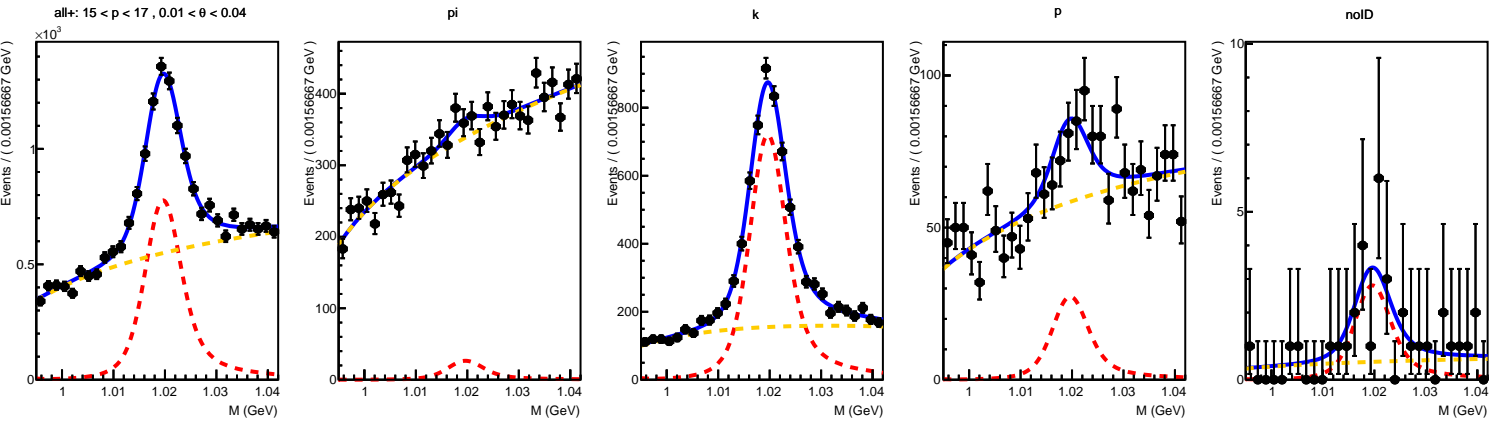 all+: 15 < p < 17 , 0.01 < θ < 0.04
×10³
Events / ( 0.00156667 GeV )
1
0.5
0
1 1.01 1.02 1.03 1.04
M (GeV)
pi
Events / ( 0.00156667 GeV )
400
300
200
100
0
1 1.01 1.02 1.03 1.04
M (GeV)
k
Events / ( 0.00156667 GeV )
800
600
400
200
0
1 1.01 1.02 1.03 1.04
M (GeV)
p
Events / ( 0.00156667 GeV )
100
50
0
1 1.01 1.02 1.03 1.04
M (GeV)
noID
Events / ( 0.00156667 GeV )
10
5
0
1 1.01 1.02 1.03 1.04
M (GeV)